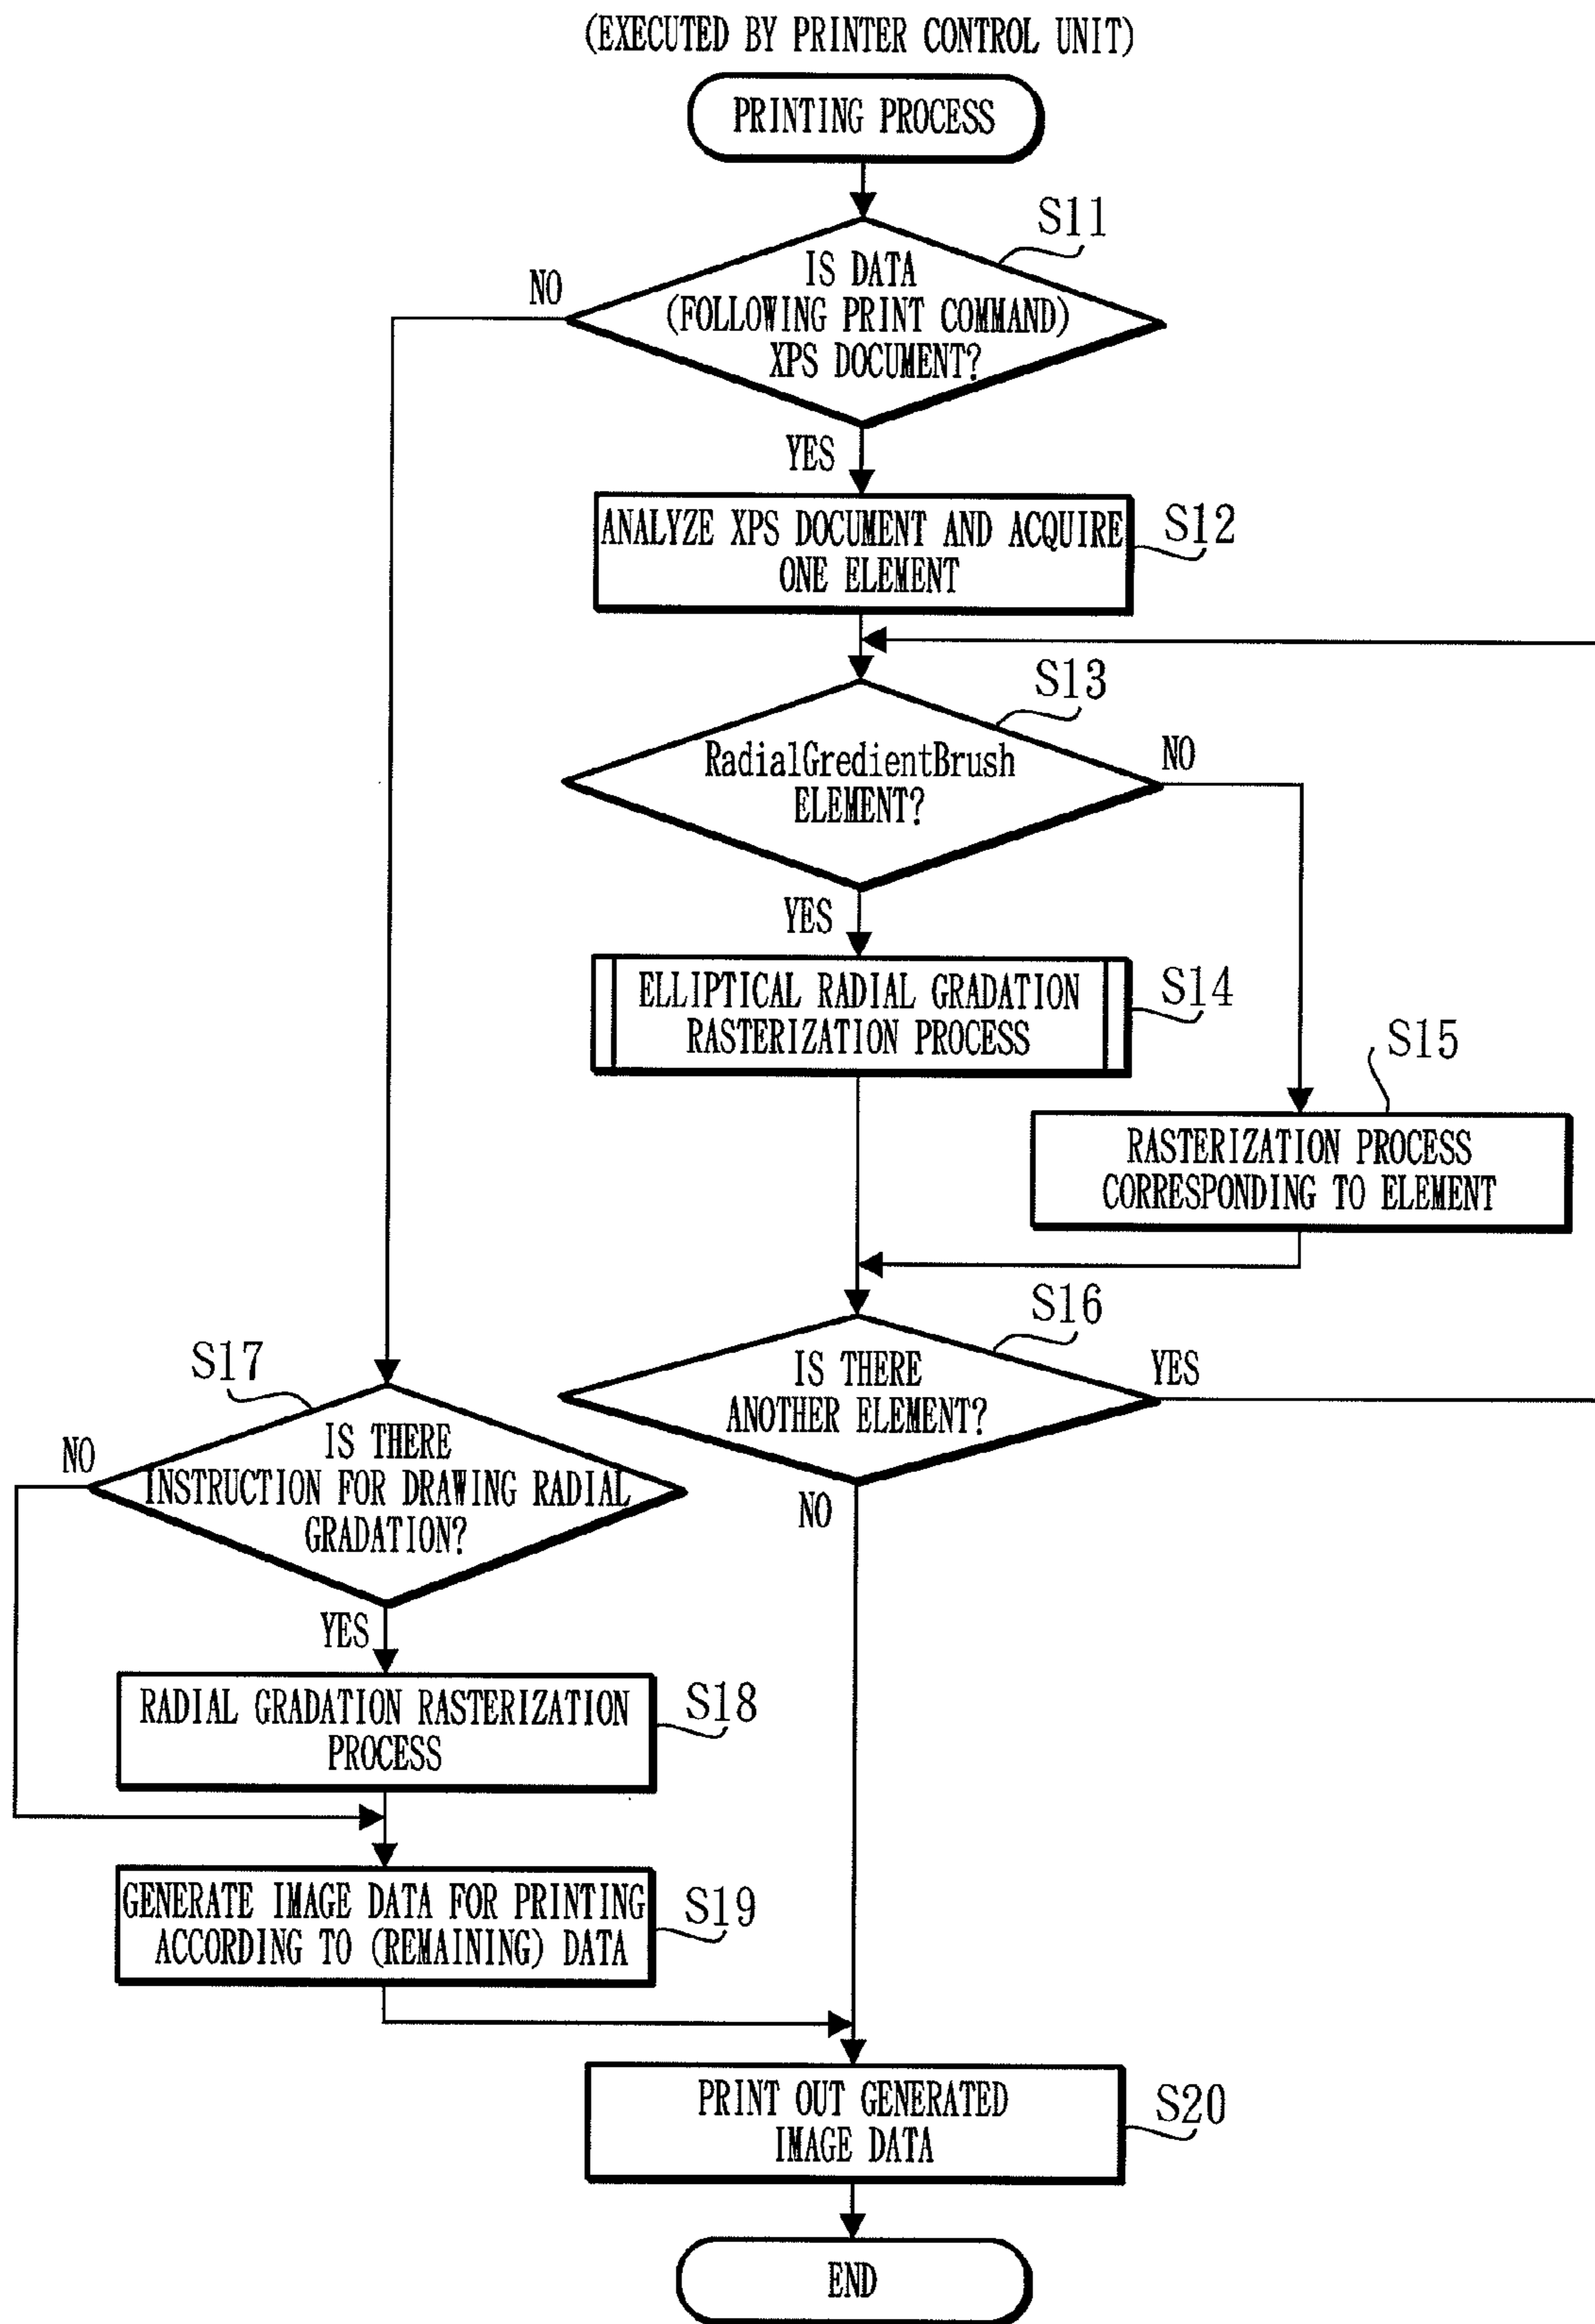 (EXECUTED BY PRINTER CONTROL UNIT)
PRINTING PROCESS
S11
IS DATA
(FOLLOWING PRINT COMMAND)
XPS DOCUMENT?
NO
YES
ANALYZE XPS DOCUMENT AND ACQUIRE
ONE ELEMENT
S12
S13
RadialGredientBrush
ELEMENT?
NO
YES
ELLIPTICAL RADIAL GRADATION
RASTERIZATION PROCESS
S14
S15
RASTERIZATION PROCESS
CORRESPONDING TO ELEMENT
S16
IS THERE
ANOTHER ELEMENT?
YES
NO
S17
IS THERE
INSTRUCTION FOR DRAWING RADIAL
GRADATION?
NO
YES
RADIAL GRADATION RASTERIZATION
PROCESS
S18
GENERATE IMAGE DATA FOR PRINTING
ACCORDING TO (REMAINING) DATA
S19
PRINT OUT GENERATED
IMAGE DATA
S20
END